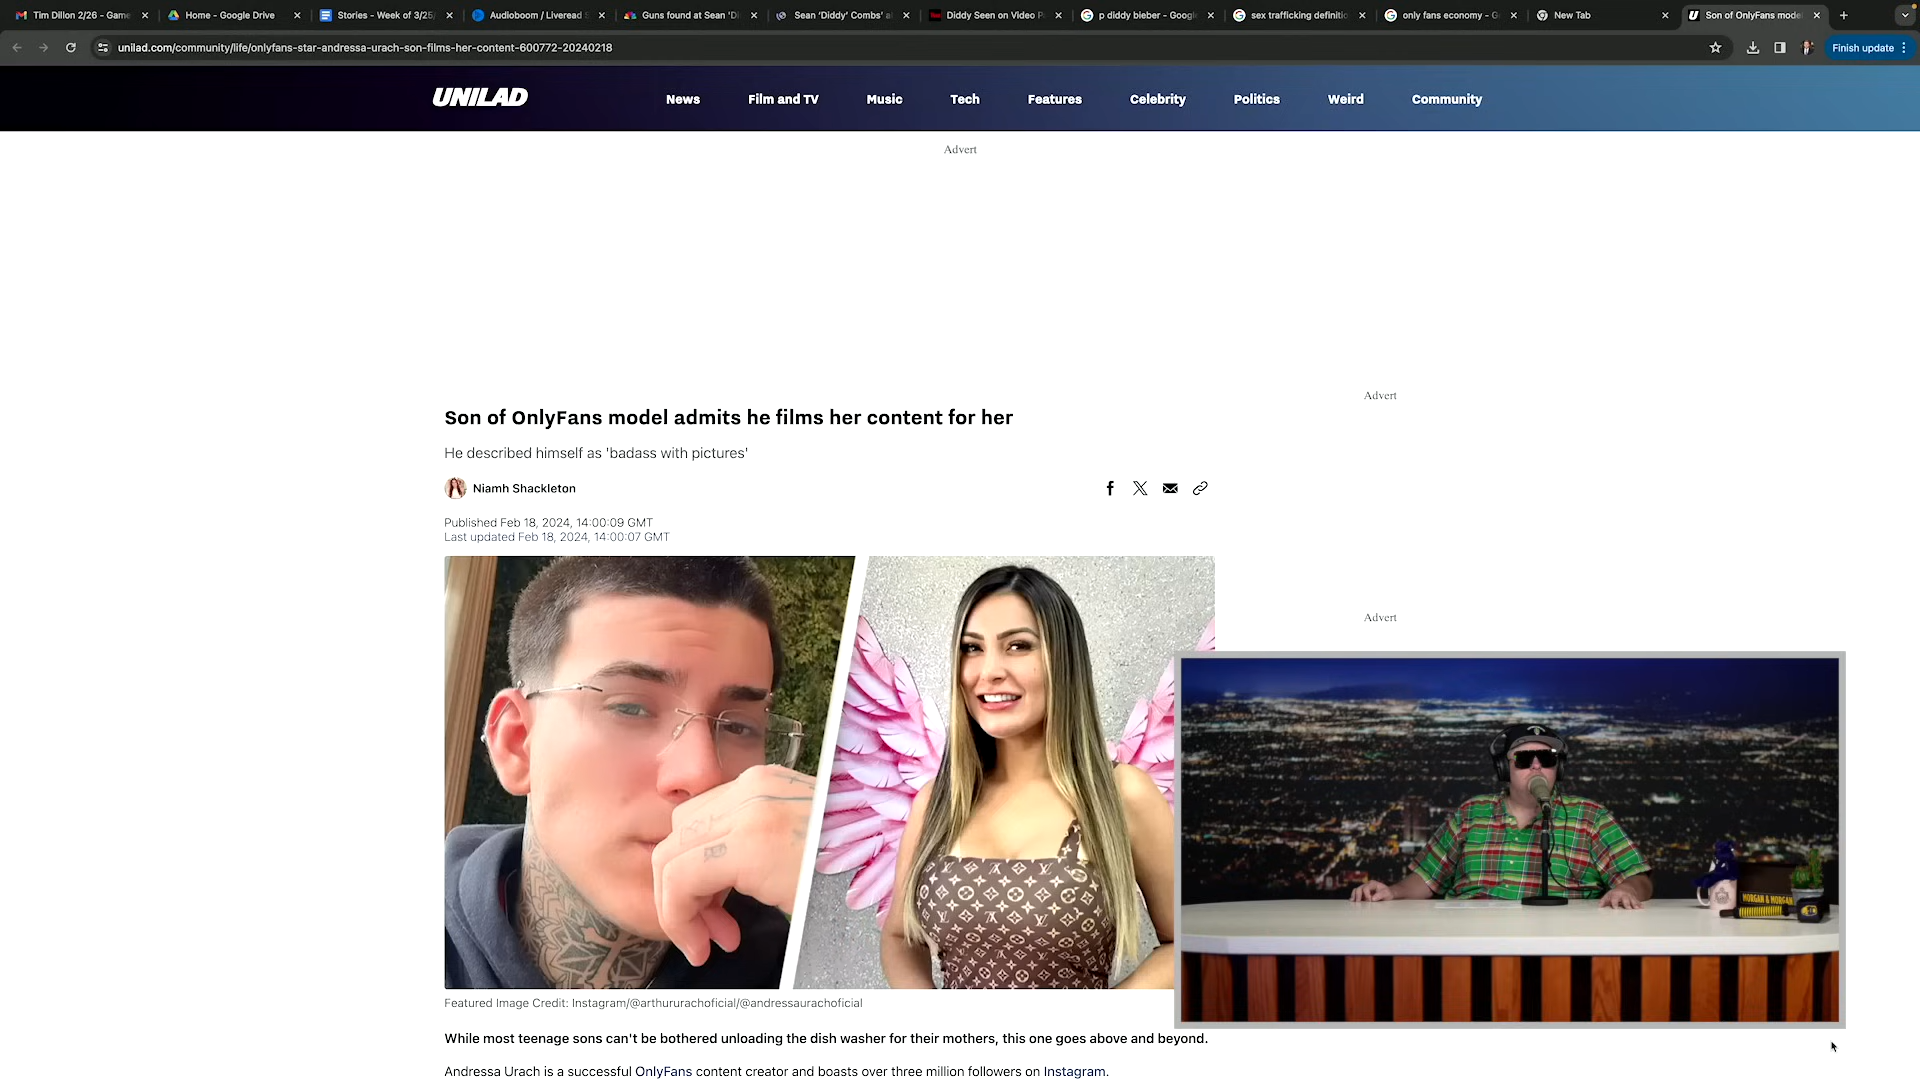 Tim Dillon 2/26 - Game
Home - Google Drive
Stories - Week of 3/25/
Audioboom / Liveread S
Guns found at Sean 'Di
Sean 'Diddy' Combs' al
Diddy Seen on Video P
p diddy bieber - Google
sex trafficking definitio
only fans economy - G
New Tab
Son of OnlyFans mode
unilad.com/community/life/onlyfans-star-andressa-urach-son-films-her-content-600772-20240218
Finish update
UNILAD
News
Film and TV
Music
Tech
Features
Celebrity
Politics
Weird
Community
Advert
Advert
Son of OnlyFans model admits he films her content for her
He described himself as 'badass with pictures'
Niamh Shackleton
Published Feb 18, 2024, 14:00:09 GMT
Last updated Feb 18, 2024, 14:00:07 GMT
Advert
MORGAN & MORGAN
Featured Image Credit: Instagram/@arthururachoficial/@andressaurachoficial
While most teenage sons can't be bothered unloading the dish washer for their mothers, this one goes above and beyond.
Andressa Urach is a successful OnlyFans content creator and boasts over three million followers on Instagram.